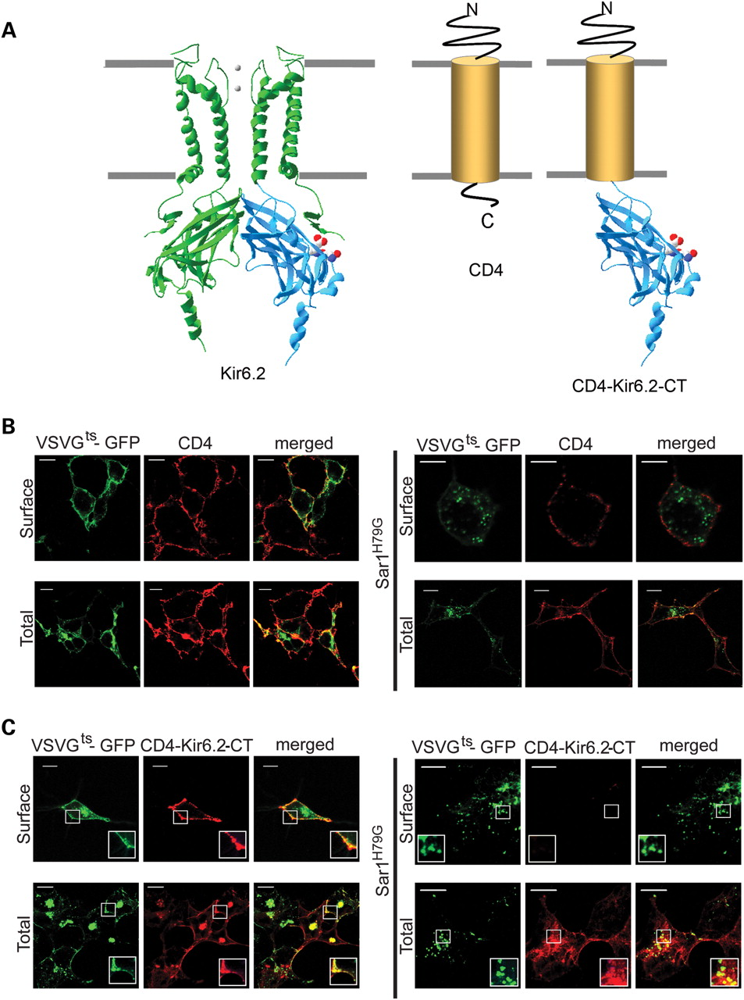 A
N
N
C
CD4
Kir6.2
CD4-Kir6.2-CT
B
VSVGts- GFP CD4 merged
VSVGts- GFP CD4 merged
Surface
Surface
Sar1H79G
Total
Total
C
VSVGts- GFP CD4-Kir6.2-CT merged
VSVGts- GFP CD4-Kir6.2-CT merged
Surface
Surface
Sar1H79G
Total
Total